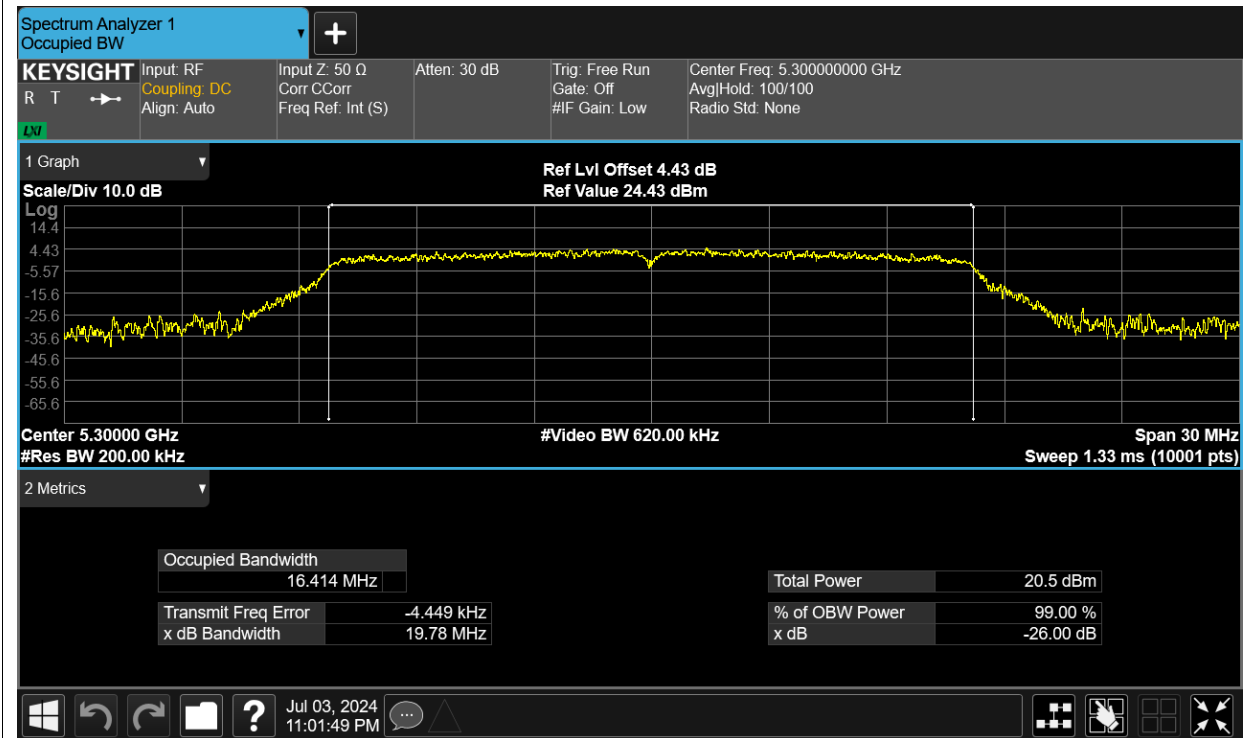 Spectrum Analyzer 1
Occupied BW
+
KEYSIGHT
R T
LXI
Input: RF
Coupling: DC
Align: Auto
Input Z: 50 Ω
Corr CCorr
Freq Ref: Int (S)
Atten: 30 dB
Trig: Free Run
Gate: Off
#IF Gain: Low
Center Freq: 5.300000000 GHz
Avg|Hold: 100/100
Radio Std: None
1 Graph
Scale/Div 10.0 dB
Ref Lvl Offset 4.43 dB
Ref Value 24.43 dBm
Log
14.4
4.43
-5.57
-15.6
-25.6
-35.6
-45.6
-55.6
-65.6
Center 5.30000 GHz
#Res BW 200.00 kHz
#Video BW 620.00 kHz
Span 30 MHz
Sweep 1.33 ms (10001 pts)
2 Metrics
Occupied Bandwidth
16.414 MHz
Transmit Freq Error -4.449 kHz
x dB Bandwidth 19.78 MHz
Total Power 20.5 dBm
% of OBW Power 99.00 %
x dB -26.00 dB
?
Jul 03, 2024
11:01:49 PM